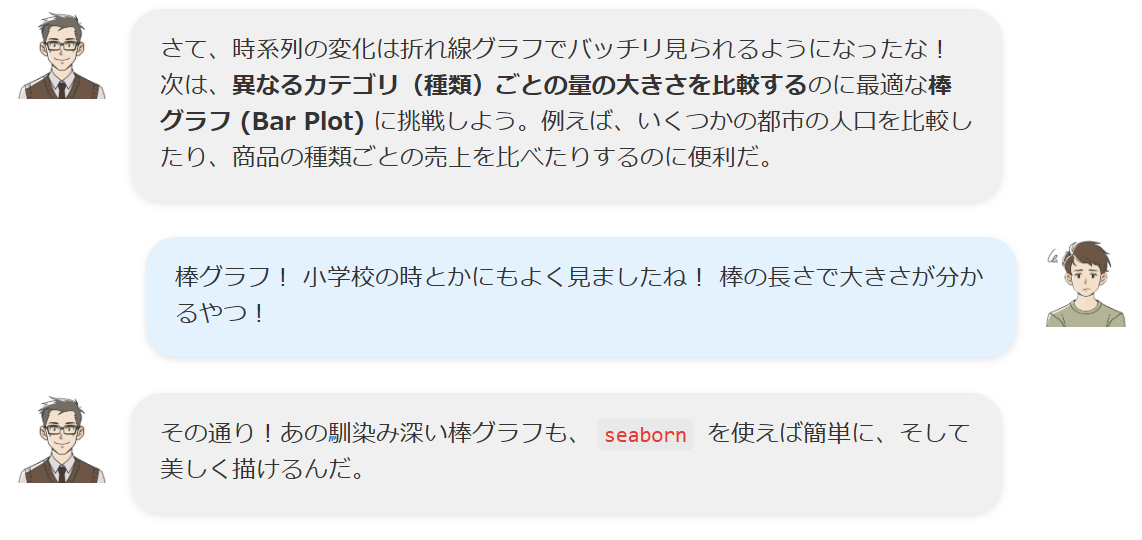 さて、時系列の変化は折れ線グラフでバッチリ見られるようになったな！
次は、異なるカテゴリ（種類）ごとの量の大きさを比較するのに最適な棒
グラフ (Bar Plot) に挑戦しよう。例えば、いくつかの都市の人口を比較し
たり、商品の種類ごとの売上を比べたりするのに便利だ。
棒グラフ！ 小学校の時とかにもよく見ましたね！ 棒の長さで大きさが分か
るやつ！
その通り！あの馴染み深い棒グラフも、 seaborn を使えば簡単に、そして
美しく描けるんだ。